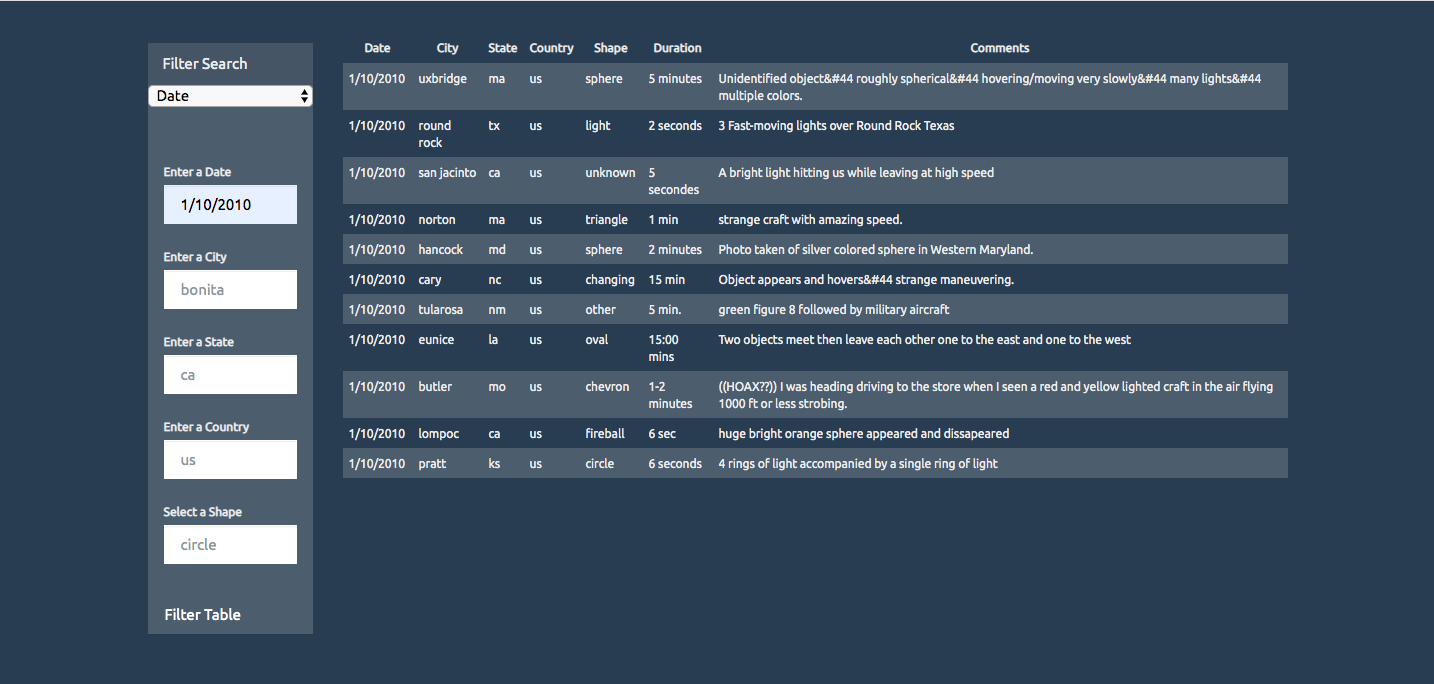 Filter Search
Date
Enter a Date
1/10/2010
Enter a City
bonita
Enter a State
ca
Enter a Country
us
Select a Shape
circle
Filter Table
Date City State Country Shape Duration Comments
1/10/2010 uxbridge ma us sphere 5 minutes Unidentified object&#44 roughly spherical&#44 hovering/moving very slowly&#44 many lights&#44
multiple colors.
1/10/2010 round tx us light 2 seconds 3 Fast-moving lights over Round Rock Texas
rock
1/10/2010 san jacinto ca us unknown 5 A bright light hitting us while leaving at high speed
secondes
1/10/2010 norton ma us triangle 1 min strange craft with amazing speed.
1/10/2010 hancock md us sphere 2 minutes Photo taken of silver colored sphere in Western Maryland.
1/10/2010 cary nc us changing 15 min Object appears and hovers&#44 strange maneuvering.
1/10/2010 tularosa nm us other 5 min. green figure 8 followed by military aircraft
1/10/2010 eunice la us oval 15:00 Two objects meet then leave each other one to the east and one to the west
mins
1/10/2010 butler mo us chevron 1-2 ((HOAX??)) I was heading driving to the store when I seen a red and yellow lighted craft in the air flying
minutes 1000 ft or less strobing.
1/10/2010 lompoc ca us fireball 6 sec huge bright orange sphere appeared and dissapeared
1/10/2010 pratt ks us circle 6 seconds 4 rings of light accompanied by a single ring of light